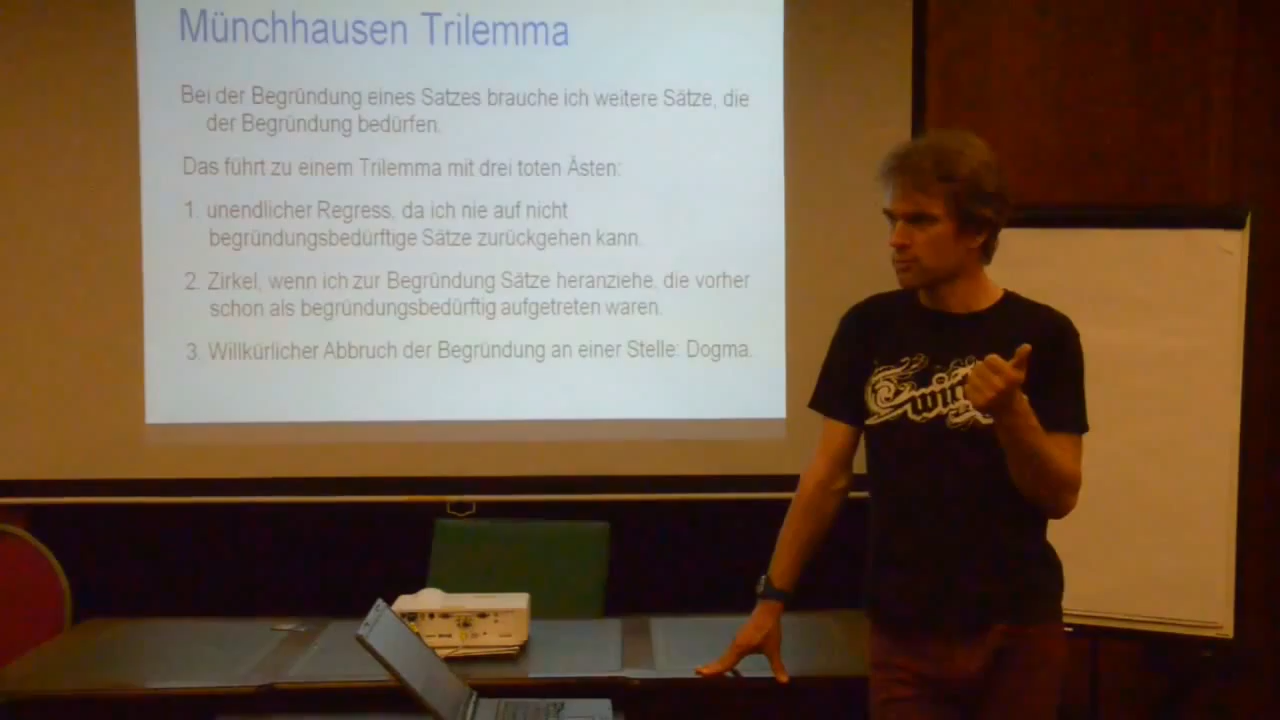 Münchhausen Trilemma
Bei der Begründung eines Satzes brauche ich weitere Sätze, die
der Begründung bedürfen.
Das führt zu einem Trilemma mit drei toten Ästen:
1. unendlicher Regress, da ich nie auf nicht
begründungsbedürftige Sätze zurückgehen kann.
2. Zirkel, wenn ich zur Begründung Sätze heranziehe, die vorher
schon als begründungsbedürftig aufgetreten waren.
3. Willkürlicher Abbruch der Begründung an einer Stelle: Dogma.